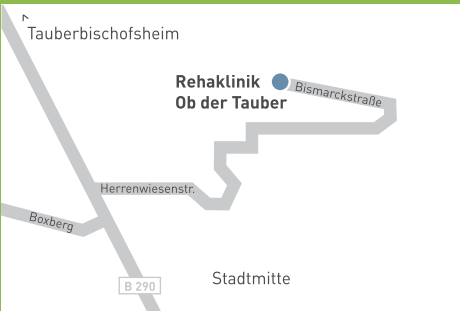 Tauberbischofsheim
Rehaklinik
Ob der Tauber
Bismarckstraße
Herrenwiesenstr.
Boxberg
Stadtmitte
B 290